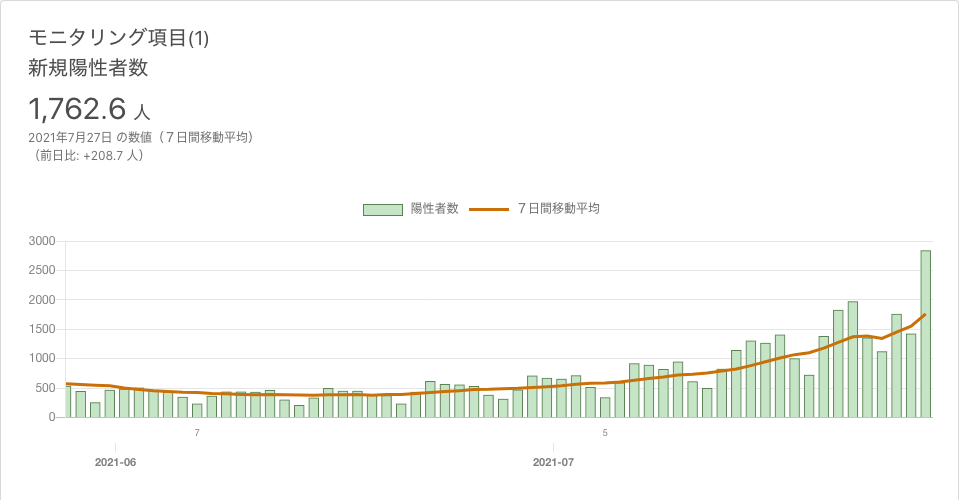 モニタリング項目(1)
新規陽性者数
1,762.6 人
2021年7月27日 の数値（７日間移動平均）
（前日比: +208.7 人）
陽性者数 ７日間移動平均
3000
2500
2000
1500
1000
500
0
7 5
2021-06 2021-07